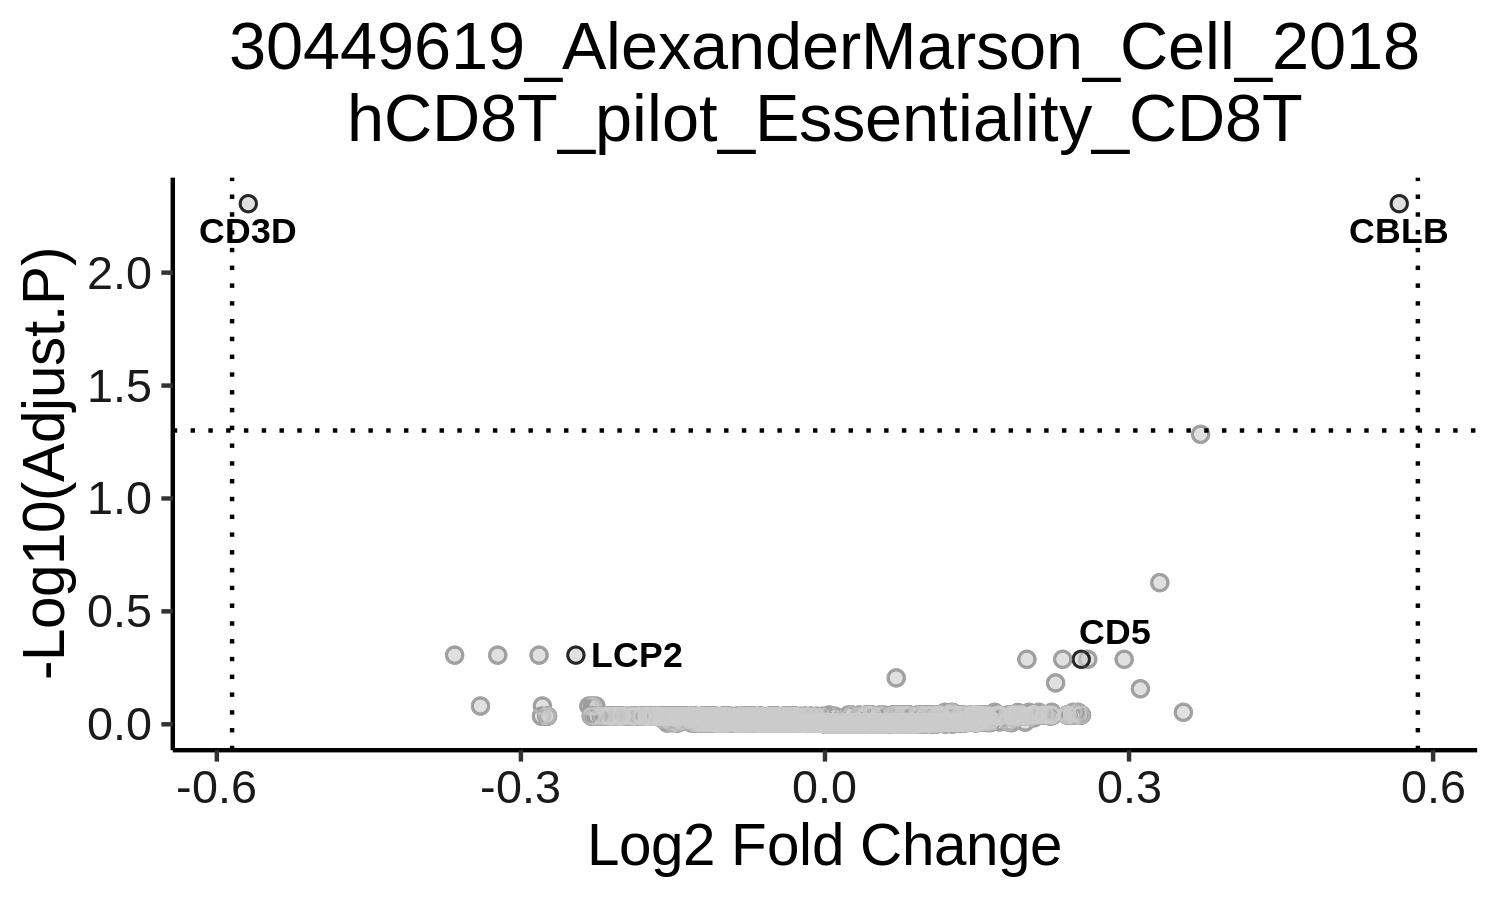 30449619_AlexanderMarson_Cell_2018
hCD8T_pilot_Essentiality_CD8T
-Log10(Adjust.P)
2.0
1.5
1.0
0.5
0.0
CD3D
CBLB
CD5
LCP2
-0.6
-0.3
0.0
0.3
0.6
Log2 Fold Change